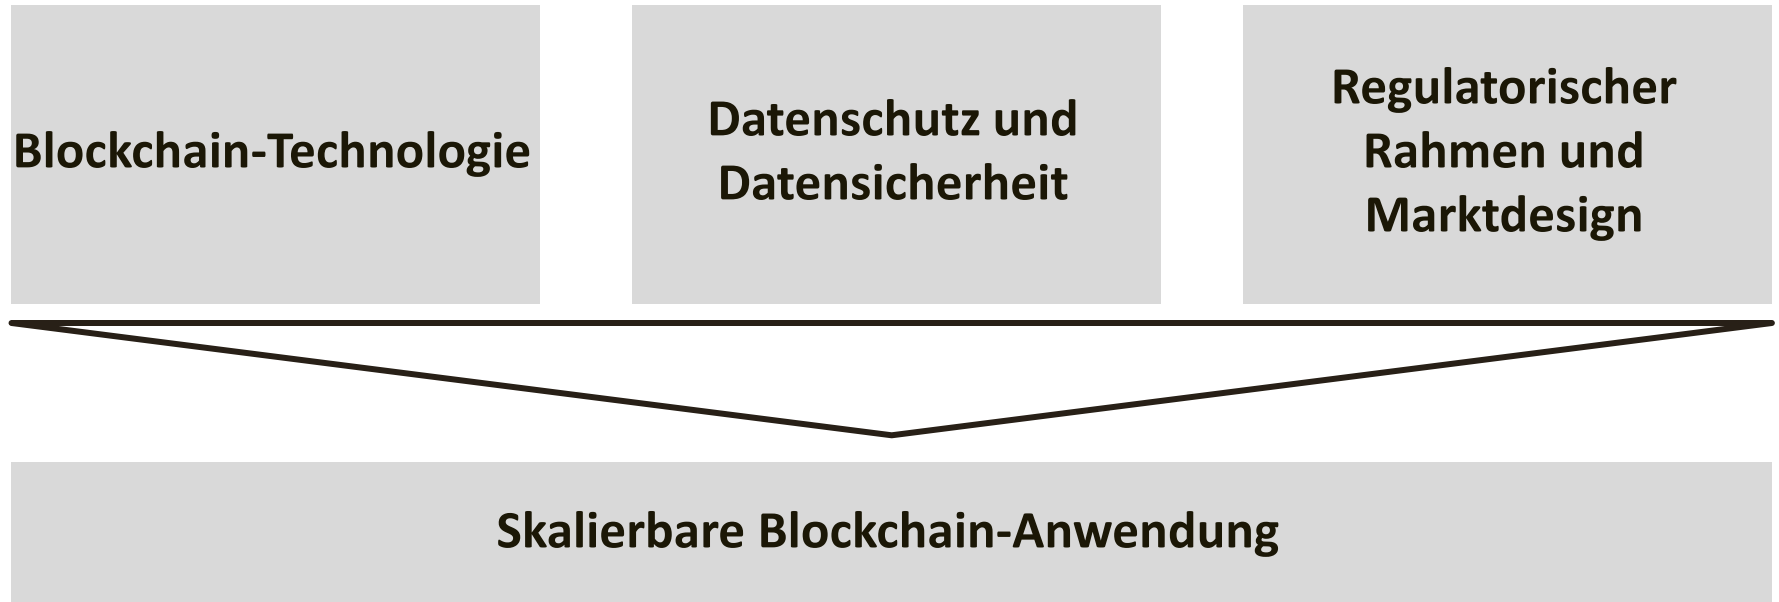 Blockchain-Technologie
Datenschutz und
Datensicherheit
Regulatorischer
Rahmen und
Marktdesign
Skalierbare Blockchain-Anwendung